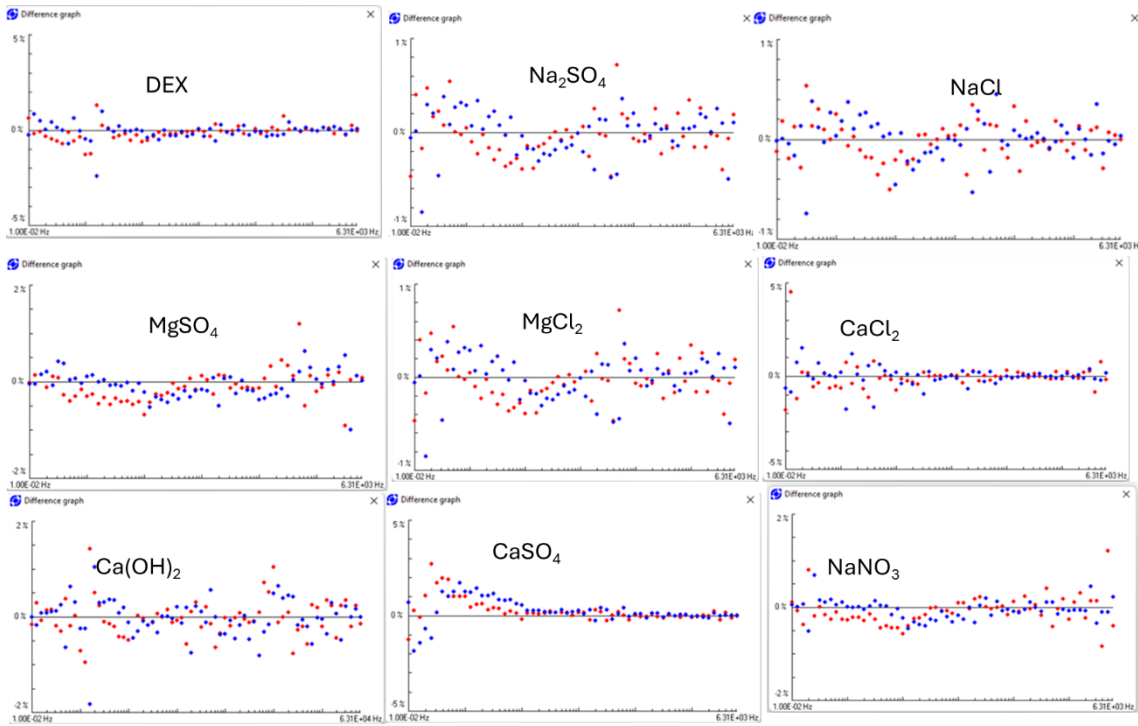 Difference graph
5 %
DEX
0 %
-5 %
1.00E-02 Hz
6.31E+03 Hz
Difference graph
1 %
Na₂SO₄
0 %
-1 %
1.00E-02 Hz
6.31E+03 Hz
Difference graph
1 %
NaCl
0 %
-1 %
1.00E-02 Hz
6.31E+03 Hz
Difference graph
2 %
MgSO₄
0 %
-2 %
1.00E-02 Hz
6.31E+03 Hz
Difference graph
1 %
MgCl₂
0 %
-1 %
1.00E-02 Hz
6.31E+03 Hz
Difference graph
5 %
CaCl₂
0 %
-5 %
1.00E-02 Hz
6.31E+03 Hz
Difference graph
2 %
Ca(OH)₂
0 %
-2 %
1.00E-02 Hz
6.31E+04 Hz
Difference graph
5 %
CaSO₄
0 %
-5 %
1.00E-02 Hz
6.31E+03 Hz
Difference graph
2 %
NaNO₃
0 %
-2 %
1.00E-02 Hz
6.31E+03 Hz